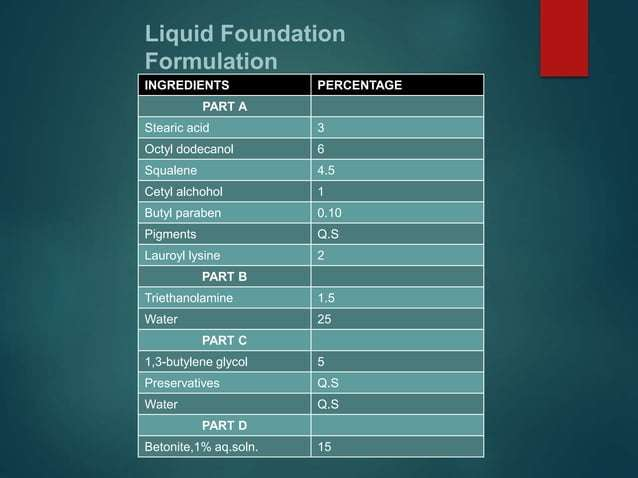 Liquid Foundation
Formulation
INGREDIENTS PERCENTAGE
PART A
Stearic acid 3
Octyl dodecanol 6
Squalene 4.5
Cetyl alchohol 1
Butyl paraben 0.10
Pigments Q.S
Lauroyl lysine 2
PART B
Triethanolamine 1.5
Water 25
PART C
1,3-butylene glycol 5
Preservatives Q.S
Water Q.S
PART D
Betonite,1% aq.soln. 15